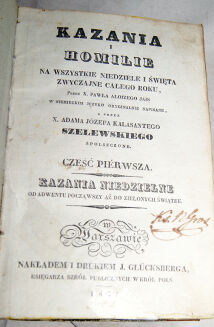 KAZANIA
I
HOMILIE
NA WSZYSTKIE NIEDZIELE I ŚWIĘTA
ZWYCZAJNE CAŁEGO ROKU,
PRZEZ X. PAWŁA ALOIZEGO JAIS
W NIEMIECKIM JĘZYKU ORYGINALNIE NAPISANE,
A PRZEZ
X. ADAMA JÓZEFA KALASANTEGO
SZELEWSKIEGO
SPOLSZCZONE.
CZĘŚĆ PIÉRWSZA.
KAZANIA NIEDZIELNE
OD ADWENTU POCZĄWSZY AŻ DO ZIELONYCH ŚWIĄTEK.
w Warszawie
NAKŁADEM I DRUKIEM J. GLÜCKSBERGA,
KSIĘGARZA SZKÓŁ PUBLICZNYCH W KRÓL. POLS.